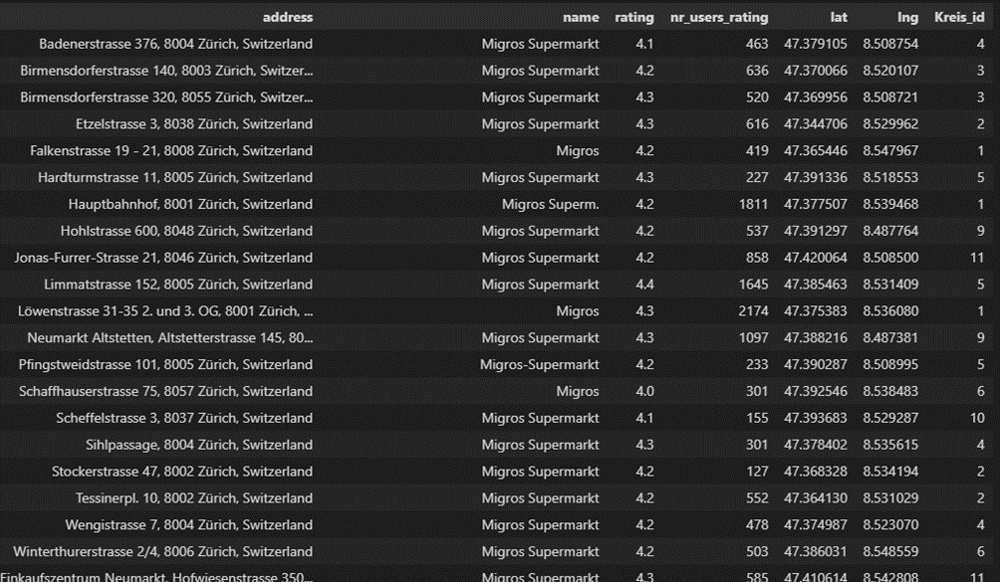 address name rating nr_users_rating lat lng Kreis_id
Badenerstrasse 376, 8004 Zürich, Switzerland Migros Supermarkt 4.1 463 47.379105 8.508754 4
Birmensdorferstrasse 140, 8003 Zürich, Switzer... Migros Supermarkt 4.2 636 47.370066 8.520107 3
Birmensdorferstrasse 320, 8055 Zürich, Switzer... Migros Supermarkt 4.3 520 47.369956 8.508721 3
Etzelstrasse 3, 8038 Zürich, Switzerland Migros Supermarkt 4.3 616 47.344706 8.529962 2
Falkenstrasse 19 - 21, 8008 Zürich, Switzerland Migros 4.2 419 47.365446 8.547967 1
Hardturmstrasse 11, 8005 Zürich, Switzerland Migros Supermarkt 4.3 227 47.391336 8.518553 5
Hauptbahnhof, 8001 Zürich, Switzerland Migros Superm. 4.2 1811 47.377507 8.539468 1
Hohlstrasse 600, 8048 Zürich, Switzerland Migros Supermarkt 4.2 537 47.391297 8.487764 9
Jonas-Furrer-Strasse 21, 8046 Zürich, Switzerland Migros Supermarkt 4.2 858 47.420064 8.508500 11
Limmatstrasse 152, 8005 Zürich, Switzerland Migros Supermarkt 4.4 1645 47.385463 8.531409 5
Löwenstrasse 31-35 2. und 3. OG, 8001 Zürich, ... Migros 4.3 2174 47.375383 8.536080 1
Neumarkt Altstetten, Altstetterstrasse 145, 80... Migros Supermarkt 4.3 1097 47.388216 8.487381 9
Pfingstweidstrasse 101, 8005 Zürich, Switzerland Migros-Supermarkt 4.2 233 47.390287 8.508995 5
Schaffhauserstrasse 75, 8057 Zürich, Switzerland Migros 4.0 301 47.392546 8.538483 6
Scheffelstrasse 3, 8037 Zürich, Switzerland Migros Supermarkt 4.1 155 47.393683 8.529287 10
Sihlpassage, 8004 Zürich, Switzerland Migros Supermarkt 4.3 301 47.378402 8.535615 4
Stockerstrasse 47, 8002 Zürich, Switzerland Migros Supermarkt 4.2 127 47.368328 8.534194 2
Tessinerpl. 10, 8002 Zürich, Switzerland Migros Supermarkt 4.2 552 47.364130 8.531029 2
Wengistrasse 7, 8004 Zürich, Switzerland Migros Supermarkt 4.2 478 47.374987 8.523070 4
Winterthurerstrasse 2/4, 8006 Zürich, Switzerland Migros Supermarkt 4.2 503 47.386031 8.548559 6
Einkaufszentrum Neumarkt, Hofwiesenstrasse 350... Migros Supermarkt 4.3 585 47.410614 8.542808 11